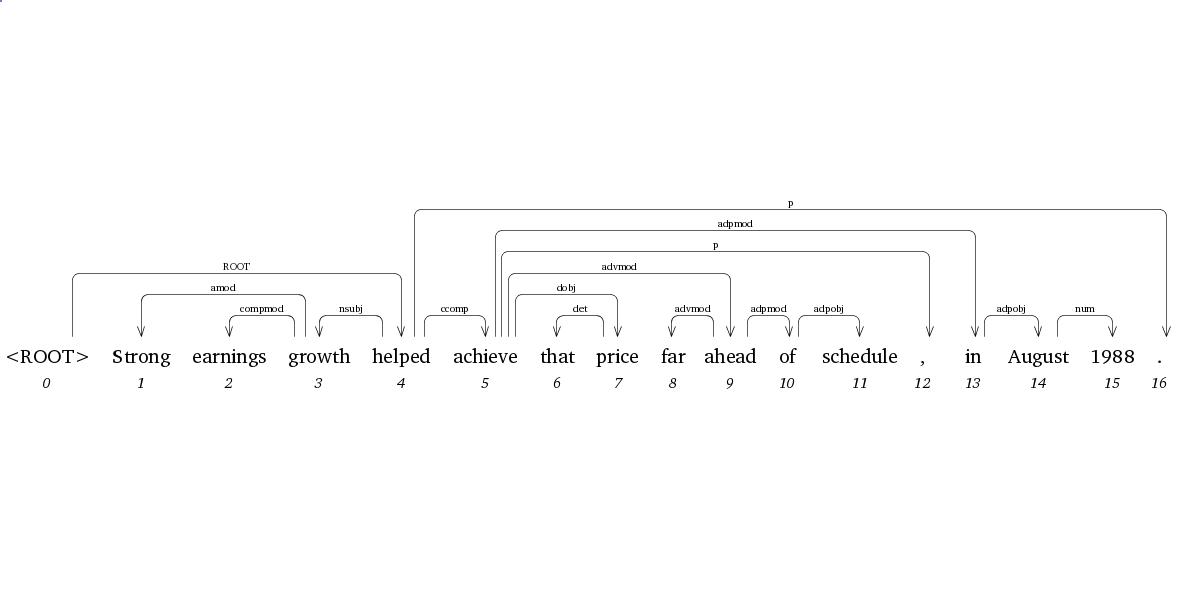 p
adpmod
p
ROOT advmod
amod dobj
compmod nsubj ccomp det advmod adpmod adpobj adpobj num
<ROOT> Strong earnings growth helped achieve that price far ahead of schedule , in August 1988 .
0 1 2 3 4 5 6 7 8 9 10 11 12 13 14 15 16